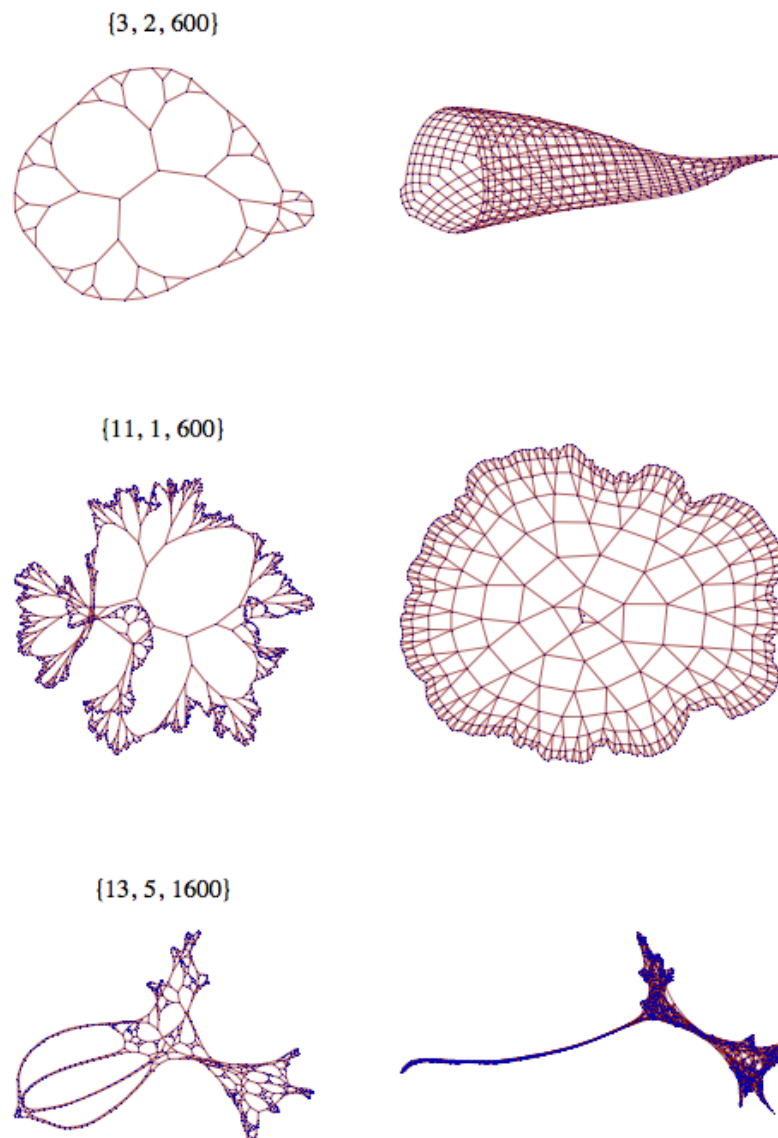 {3, 2, 600}
{11, 1, 600}
{13, 5, 1600}